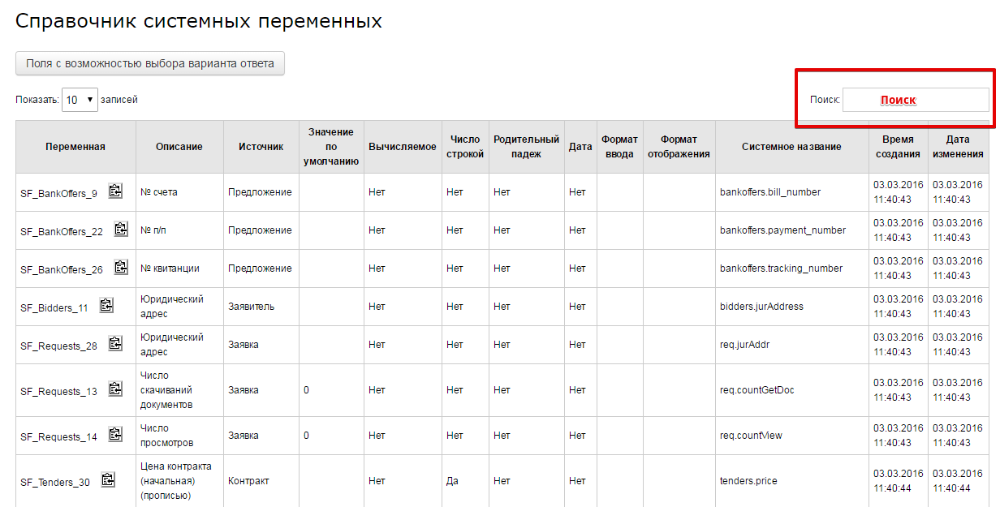 Справочник системных переменных
Поля с возможностью выбора варианта ответа
Показать: 10 записей
Поиск: Поиск
Переменная Описание Источник Значение по умолчанию Вычисляемое Число строкой Родительный падеж Дата Формат ввода Формат отображения Системное название Время создания Дата изменения
SF_BankOffers_9 № счета Предложение Нет Нет Нет Нет bankoffers.bill_number 03.03.2016 11:40:43 03.03.2016 11:40:43
SF_BankOffers_22 № п/п Предложение Нет Нет Нет Нет bankoffers.payment_number 03.03.2016 11:40:43 03.03.2016 11:40:43
SF_BankOffers_26 № квитанции Предложение Нет Нет Нет Нет bankoffers.tracking_number 03.03.2016 11:40:43 03.03.2016 11:40:43
SF_Bidders_11 Юридический адрес Заявитель Нет Нет Нет Нет bidders.jurAddress 03.03.2016 11:40:43 03.03.2016 11:40:43
SF_Requests_28 Юридический адрес Заявка Нет Нет Нет Нет req.jurAddr 03.03.2016 11:40:43 03.03.2016 11:40:43
SF_Requests_13 Число скачиваний документов Заявка 0 Нет Нет Нет Нет req.countGetDoc 03.03.2016 11:40:43 03.03.2016 11:40:43
SF_Requests_14 Число просмотров Заявка 0 Нет Нет Нет Нет req.countView 03.03.2016 11:40:43 03.03.2016 11:40:43
SF_Tenders_30 Цена контракта (начальная) (прописью) Контракт Нет Да Нет Нет tenders.price 03.03.2016 11:40:44 03.03.2016 11:40:44